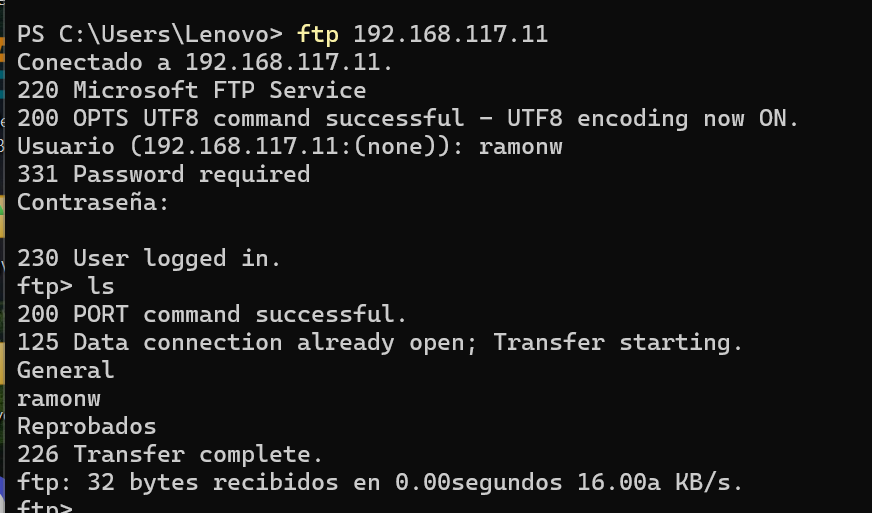 PS C:\Users\Lenovo> ftp 192.168.117.11
Conectado a 192.168.117.11.
220 Microsoft FTP Service
200 OPTS UTF8 command successful - UTF8 encoding now ON.
Usuario (192.168.117.11:(none)): ramonw
331 Password required
Contraseña:
230 User logged in.
ftp> ls
200 PORT command successful.
125 Data connection already open; Transfer starting.
General
ramonw
Reprobados
226 Transfer complete.
ftp: 32 bytes recibidos en 0.00segundos 16.00a KB/s.
ftp>